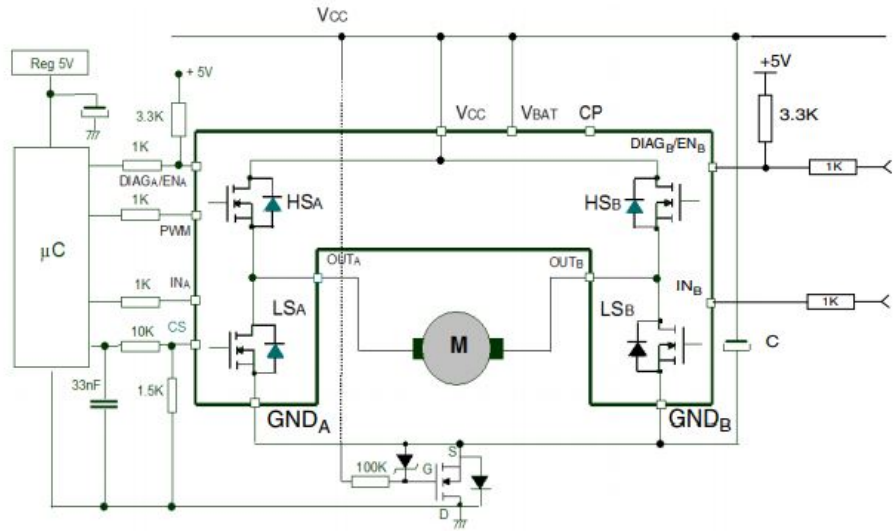 VCC
Reg 5V
+ 5V
+5V
3.3K
3.3K
VCC
VBAT
CP
1K
DIAGA/ENA
DIAGB/ENB
1K
HSA
HSB
1K
PWM
µC
OUTA
OUTB
1K
INA
INB
1K
LSA
LSB
CS
10K
M
C
33nF
1.5K
GNDA
GNDB
S
100K
G
D